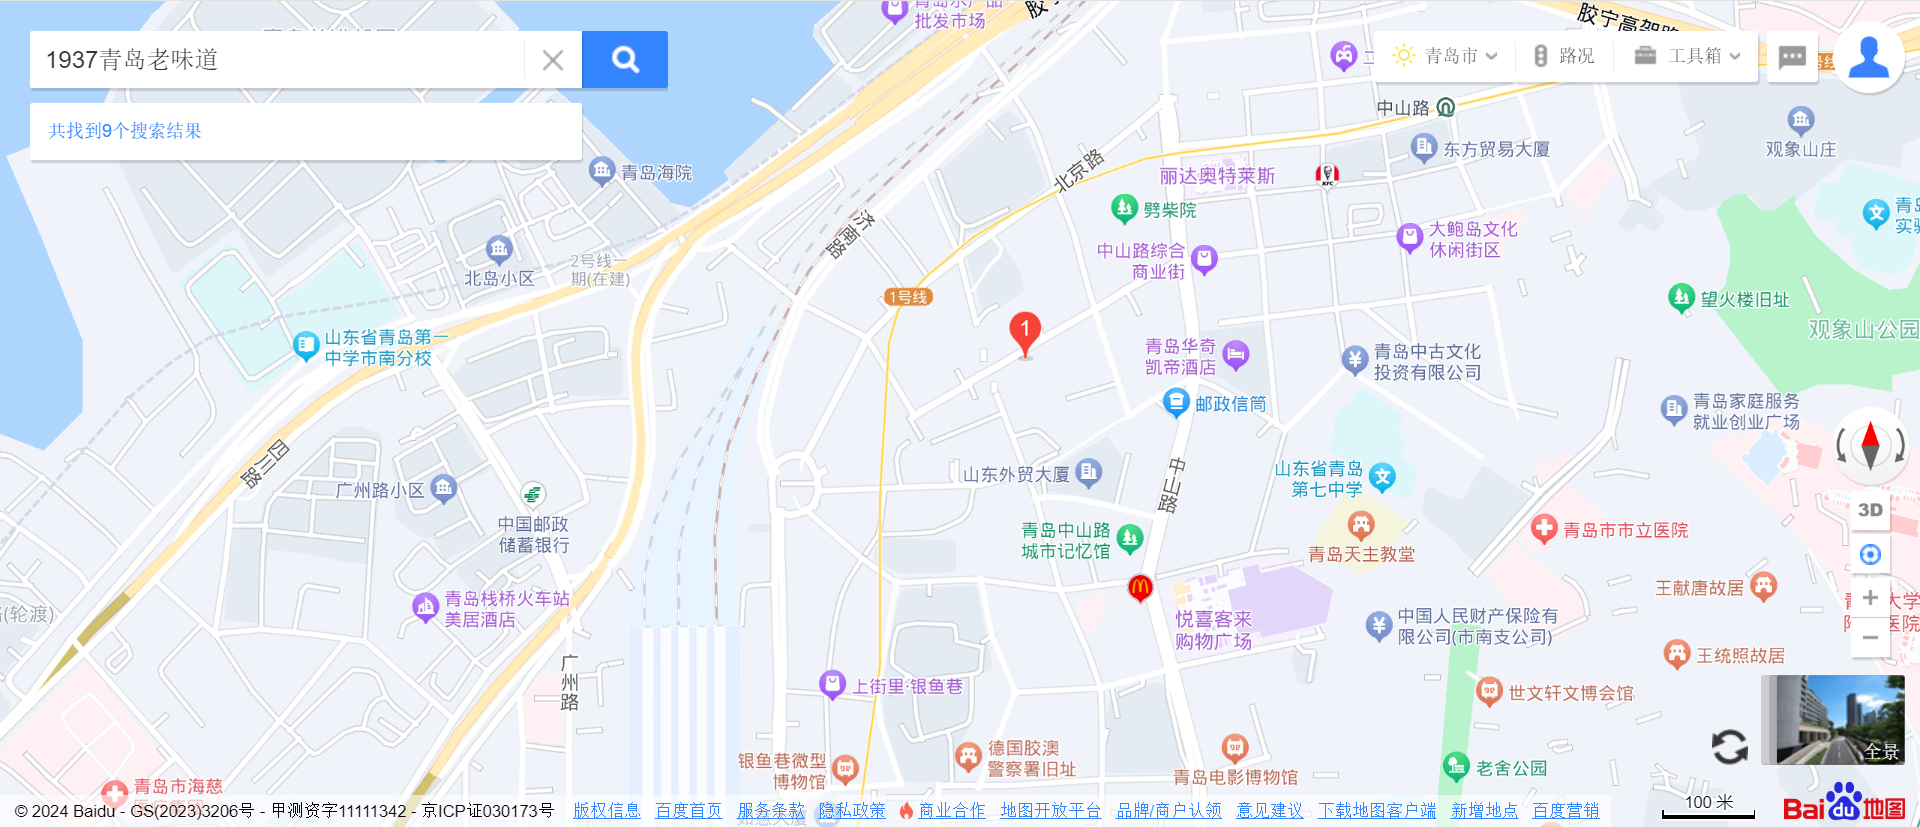 批发市场
胶宁高架路
1937青岛老味道
青岛市
路况
工具箱
中山路
共找到9个搜索结果
东方贸易大厦
观象山庄
青岛海院
北京路
丽达奥特莱斯
KFC
劈柴院
济南路
大鲍岛文化
休闲街区
中山路综合
商业街
北岛小区
2号线一
期(在建)
1号线
望火楼旧址
观象山公园
1
山东省青岛第一
中学市南分校
青岛华奇
凯帝酒店
青岛中古文化
投资有限公司
邮政信筒
青岛家庭服务
就业创业广场
四川路
广州路小区
山东外贸大厦
中山路
山东省青岛
第七中学
3D
中国邮政
储蓄银行
青岛中山路
城市记忆馆
青岛市市立医院
青岛天主教堂
王献唐故居
(轮渡)
青岛栈桥火车站
美居酒店
悦喜客来
购物广场
中国人民财产保险有
限公司(市南支公司)
王统照故居
广州路
上街里·银鱼巷
世文轩文博会馆
全景
银鱼巷微型
博物馆
德国胶澳
警察署旧址
青岛电影博物馆
老舍公园
青岛市海慈
100 米
Bai du 地图
© 2024 Baidu - GS(2023)3206号 - 甲测资字11111342 - 京ICP证030173号 版权信息 百度首页 服务条款 隐私政策 商业合作 地图开放平台 品牌/商户认领 意见建议 下载地图客户端 新增地点 百度营销